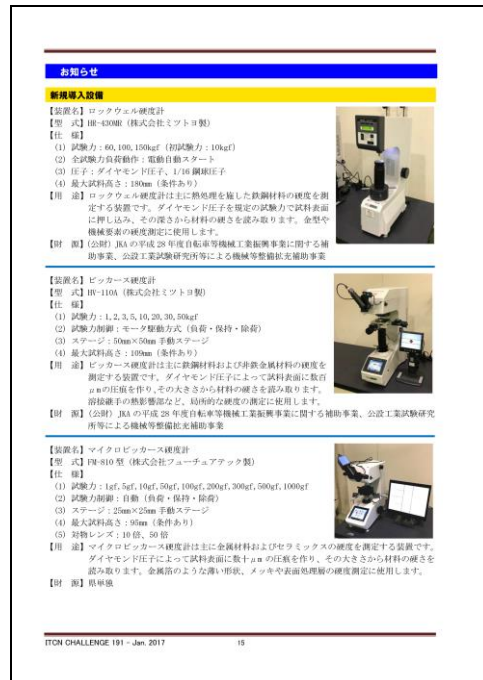 お知らせ
新規導入設備
【装置名】ロックウェル硬度計
【型　式】HR-430MR（株式会社ミツトヨ製）
【仕　様】
(1) 試験力：60,100,150kgf（初試験力：10kgf）
(2) 全試験力負荷動作：電動自動スタート
(3) 圧子：ダイヤモンド圧子、1/16 鋼球圧子
(4) 最大試料高さ：180mm（条件あり）
【用　途】ロックウェル硬度計は主に熱処理を施した鉄鋼材料の硬度を測
定する装置です。ダイヤモンド圧子を規定の試験力で試料表面
に押し込み、その深さから材料の硬さを読み取ります。金型や
機械要素の硬度測定に使用します。
【財　源】（公財）JKA の平成 28 年度自転車等機械工業振興事業に関する補
助事業、公設工業試験研究所等による機械等整備拡充補助事業
【装置名】ビッカース硬度計
【型　式】HV-110A（株式会社ミツトヨ製）
【仕　様】
(1) 試験力：1,2,3,5,10,20,30,50kgf
(2) 試験力制御：モータ駆動方式（負荷・保持・除荷）
(3) ステージ：50mm×50mm 手動ステージ
(4) 最大試料高さ：109mm（条件あり）
【用　途】ビッカース硬度計は主に鉄鋼材料および非鉄金属材料の硬度を
測定する装置です。ダイヤモンド圧子によって試料表面に数百
μmの圧痕を作り、その大きさから材料の硬さを読み取ります。
溶接継手の熱影響部など、局所的な硬度の測定に使用します。
【財　源】（公財）JKA の平成 28 年度自転車等機械工業振興事業に関する補助事業、公設工業試験研究
所等による機械等整備拡充補助事業
【装置名】マイクロビッカース硬度計
【型　式】FM-810 型（株式会社フューチュアテック製）
【仕　様】
(1) 試験力：1gf,5gf,10gf,50gf,100gf,200gf,300gf,500gf,1000gf
(2) 試験力制御：自動（負荷・保持・除荷）
(3) ステージ：25mm×25mm 手動ステージ
(4) 最大試料高さ：95mm（条件あり）
(5) 対物レンズ：10 倍、50 倍
【用　途】マイクロビッカース硬度計は主に金属材料およびセラミックスの硬度を測定する装置です。
ダイヤモンド圧子によって試料表面に数十μm の圧痕を作り、その大きさから材料の硬さを
読み取ります。金属箔のような薄い形状、メッキや表面処理層の硬度測定に使用します。
【財　源】県単独
ITCN CHALLENGE 191 - Jan. 2017
15